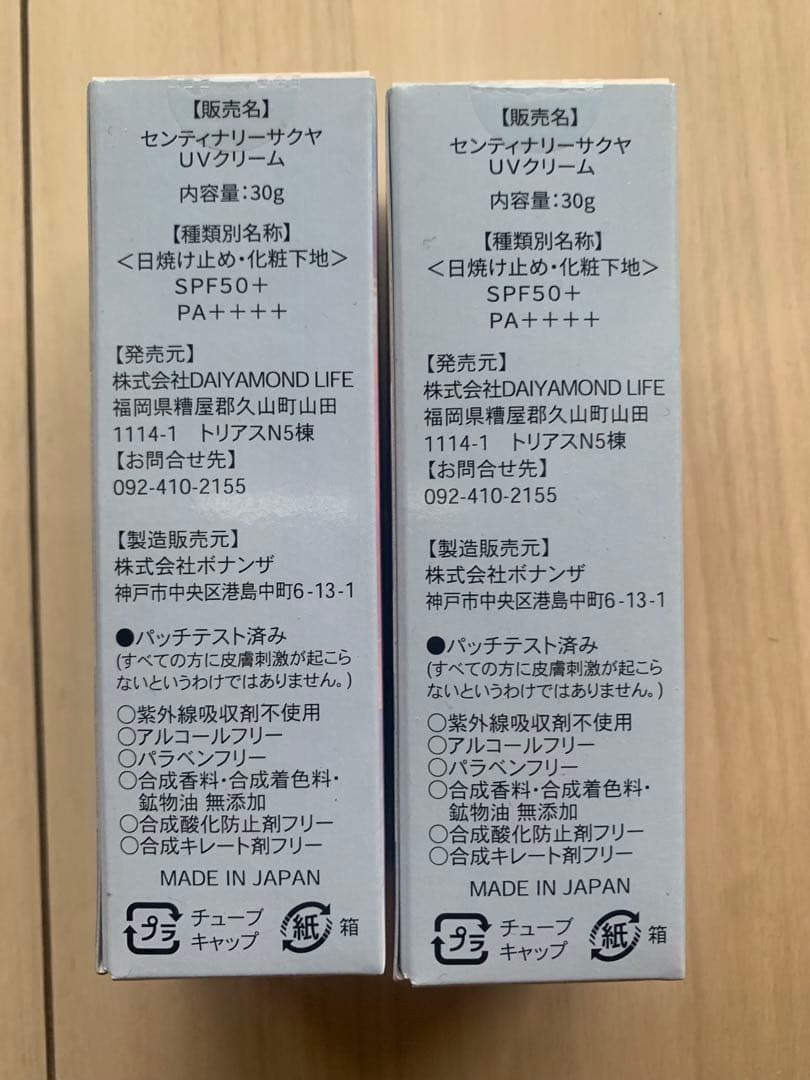 【販売名】
センティナリーサクヤ
UVクリーム
内容量:30g
【種類別名称】
<日焼け止め・化粧下地>
SPF50+
PA++++
【発売元】
株式会社DAIYAMOND LIFE
福岡県糟屋郡久山町山田
1114-1 トリアスN5棟
【お問合せ先】
092-410-2155
【製造販売元】
株式会社ボナンザ
神戸市中央区港島中町6-13-1
●パッチテスト済み
(すべての方に皮膚刺激が起こら
ないというわけではありません。)
○紫外線吸収剤不使用
○アルコールフリー
○パラベンフリー
○合成香料・合成着色料・
鉱物油 無添加
○合成酸化防止剤フリー
○合成キレート剤フリー
MADE IN JAPAN
プラ チューブ
キャップ
紙 箱
【販売名】
センティナリーサクヤ
UVクリーム
内容量:30g
【種類別名称】
<日焼け止め・化粧下地>
SPF50+
PA++++
【発売元】
株式会社DAIYAMOND LIFE
福岡県糟屋郡久山町山田
1114-1 トリアスN5棟
【お問合せ先】
092-410-2155
【製造販売元】
株式会社ボナンザ
神戸市中央区港島中町6-13-1
●パッチテスト済み
(すべての方に皮膚刺激が起こら
ないというわけではありません。)
○紫外線吸収剤不使用
○アルコールフリー
○パラベンフリー
○合成香料・合成着色料・
鉱物油 無添加
○合成酸化防止剤フリー
○合成キレート剤フリー
MADE IN JAPAN
プラ チューブ
キャップ
紙 箱